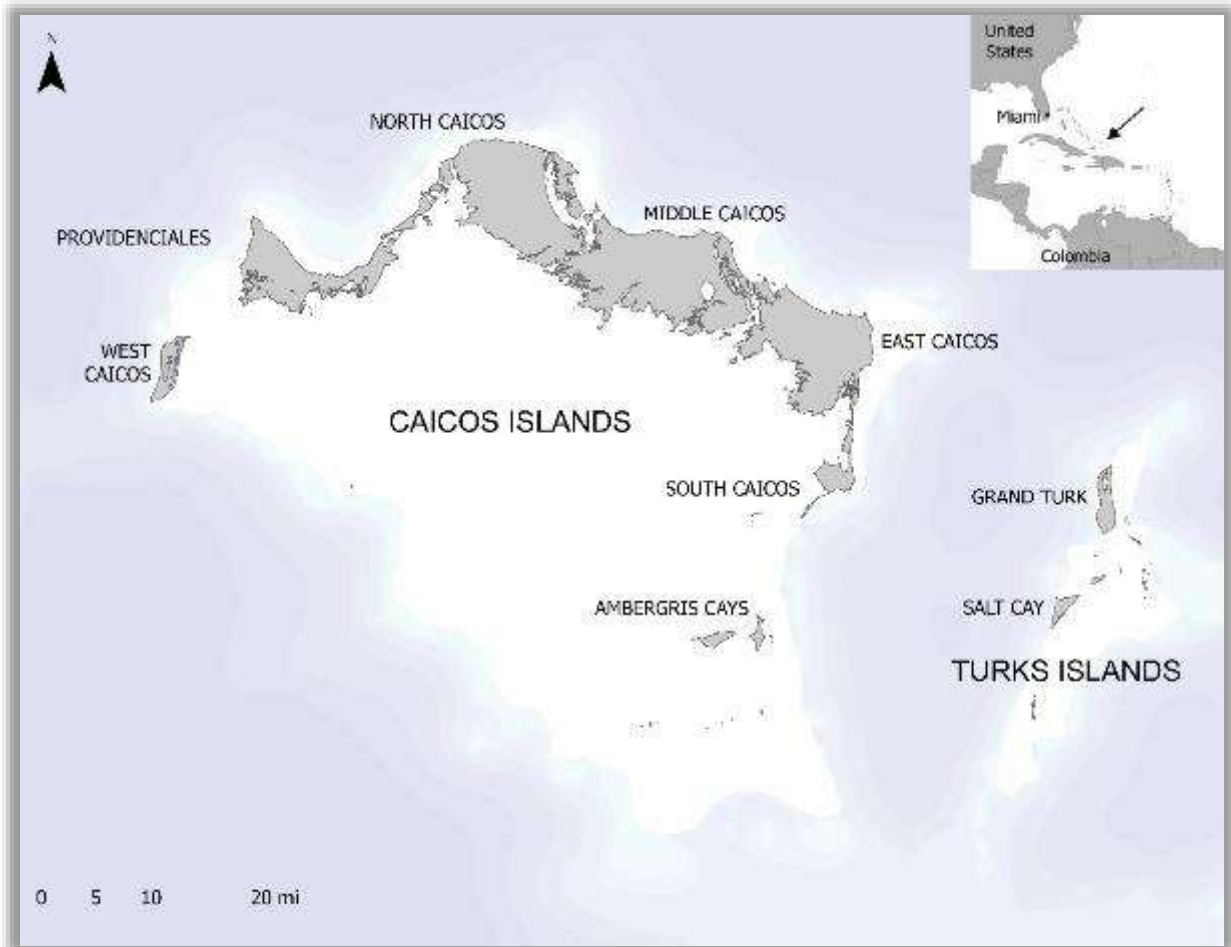 N
United
States
Miami
Colombia
NORTH CAICOS
MIDDLE CAICOS
PROVIDENCIALES
WEST
CAICOS
EAST CAICOS
CAICOS ISLANDS
SOUTH CAICOS
GRAND TURK
AMBERGRIS CAYS
SALT CAY
TURKS ISLANDS
0 5 10 20 mi